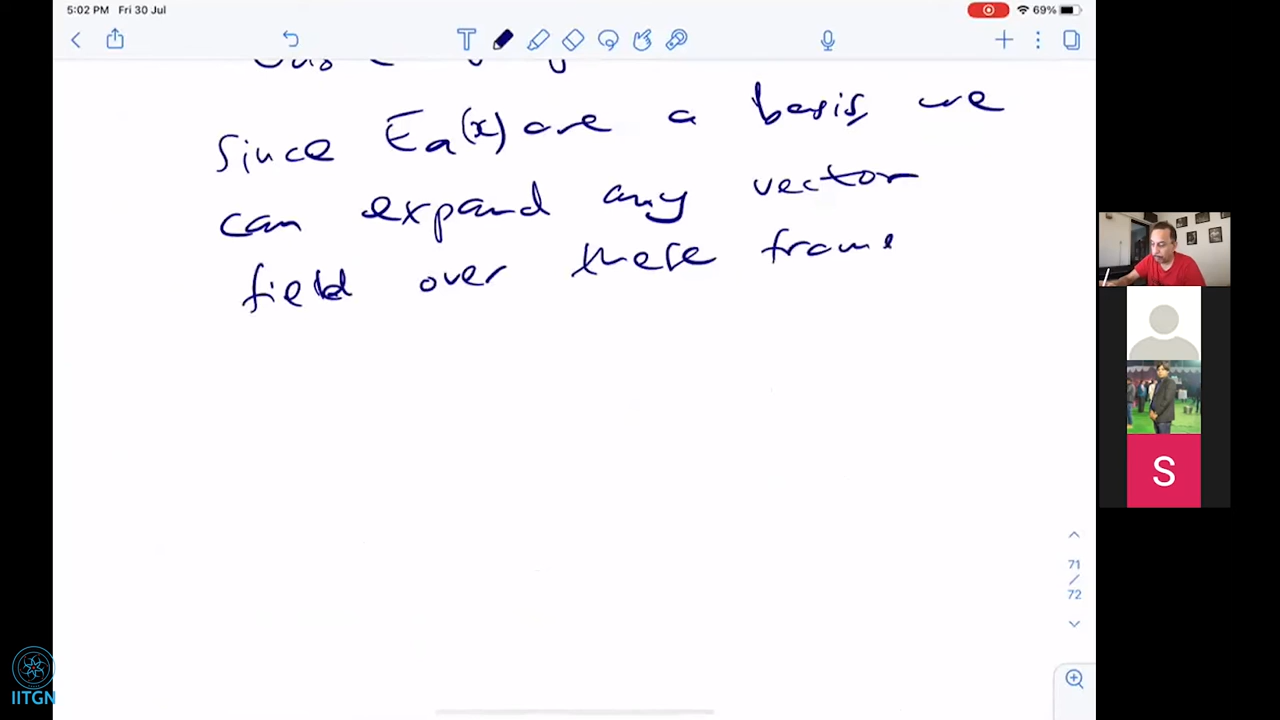 5:02 PM Fri 30 Jul
69%
Since Ea(x) are a basis, we
can expand any vector
field over these frame
71
/
72
S
IITGN